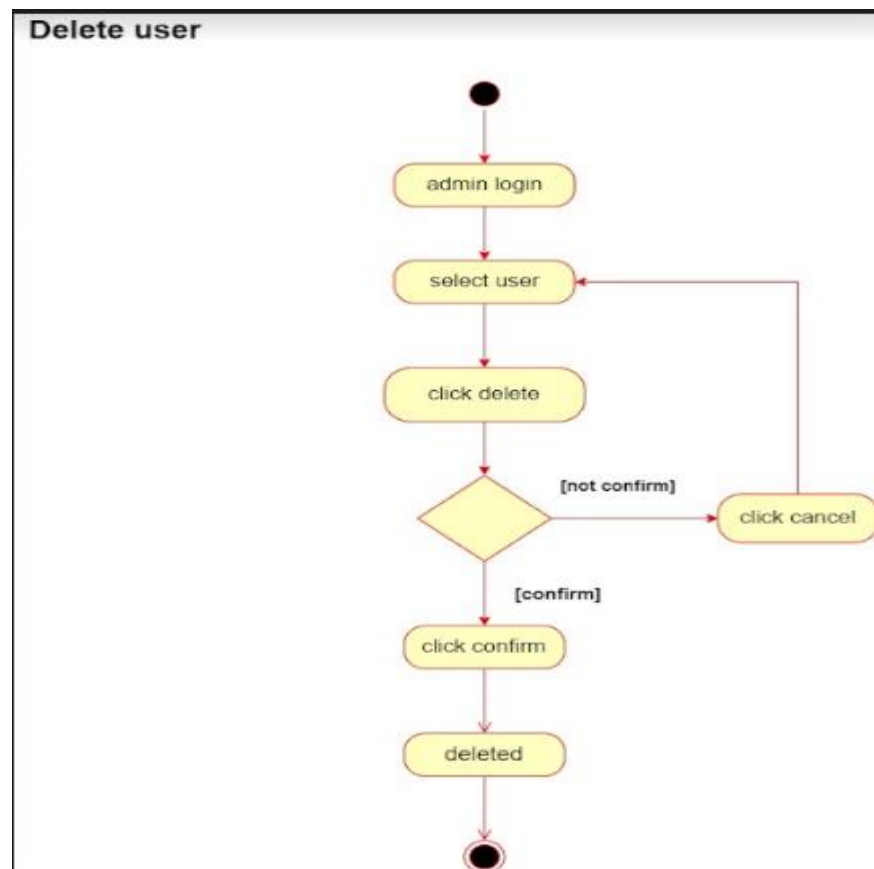 Delete user
admin login
select user
click delete
[not confirm]
click cancel
[confirm]
click confirm
deleted